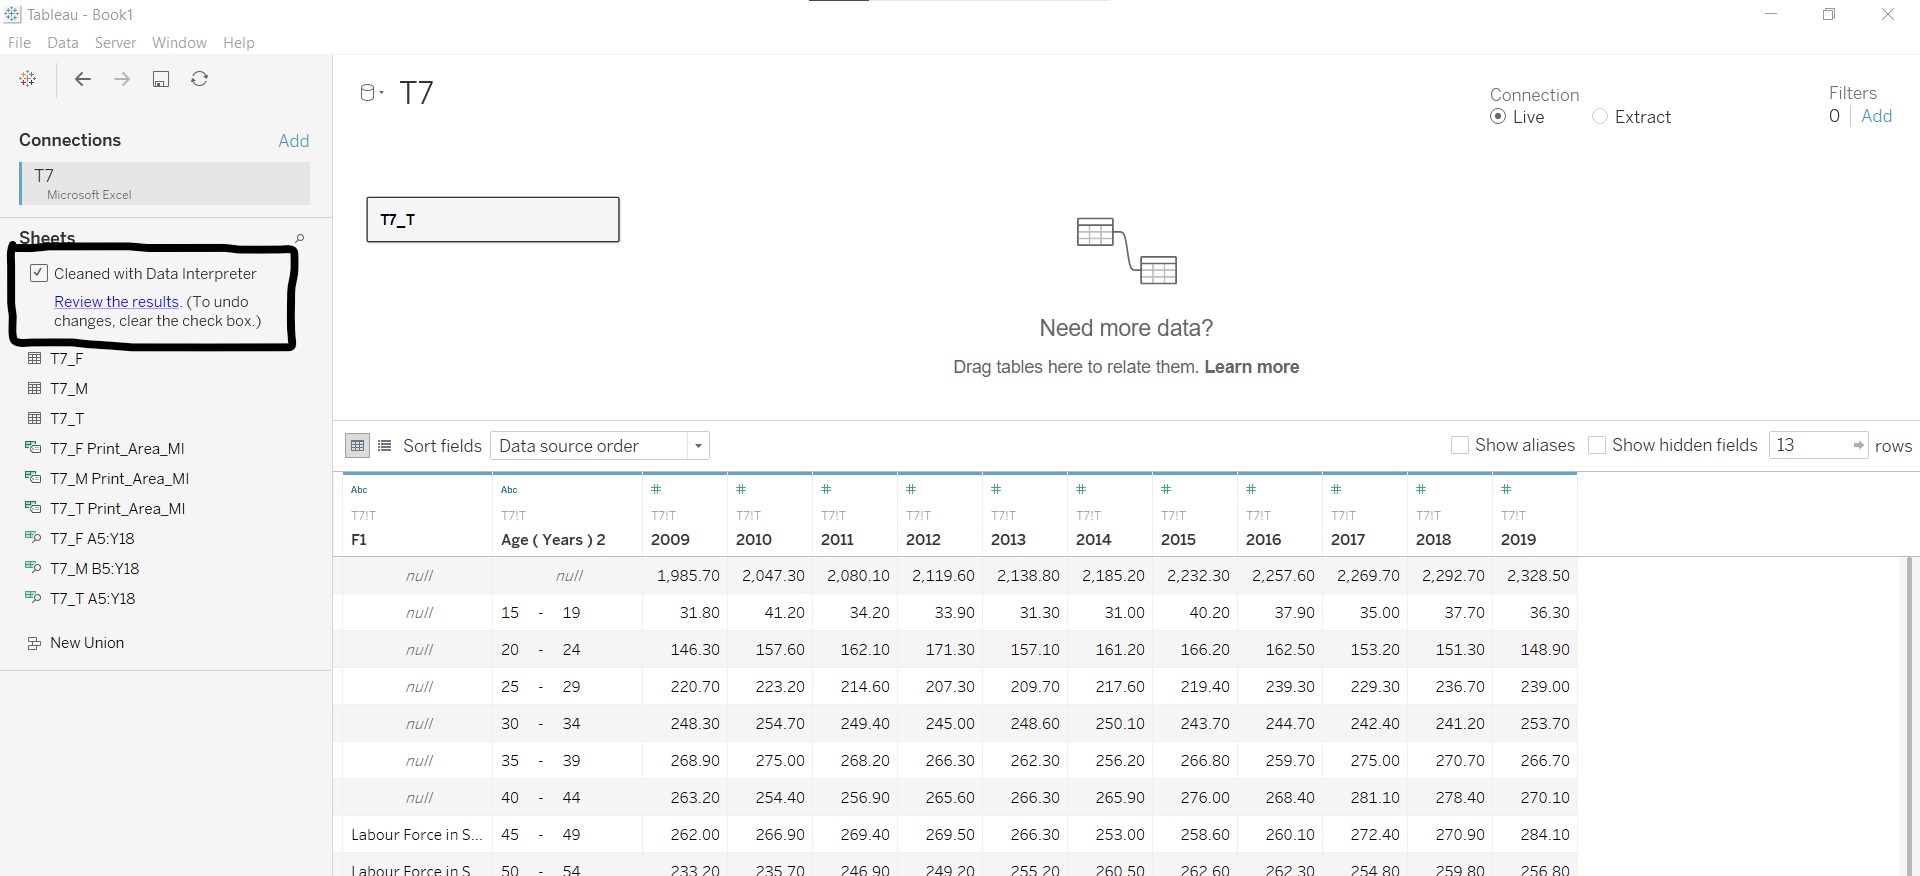 Tableau - Book1
File Data Server Window Help
Connections Add
T7
Microsoft Excel
Sheets
Cleaned with Data Interpreter
Review the results. (To undo
changes, clear the check box.)
T7_F
T7_M
T7_T
T7_F Print_Area_MI
T7_M Print_Area_MI
T7_T Print_Area_MI
T7_F A5:Y18
T7_M B5:Y18
T7_T A5:Y18
New Union
T7
Connection
Live Extract
Filters
0 Add
T7_T
Need more data?
Drag tables here to relate them. Learn more
Sort fields Data source order Show aliases Show hidden fields 13 rows
Abc Abc # # # # # # # # # # #
T7!T T7!T T7!T T7!T T7!T T7!T T7!T T7!T T7!T T7!T T7!T T7!T T7!T
F1 Age ( Years ) 2 2009 2010 2011 2012 2013 2014 2015 2016 2017 2018 2019
null null 1,985.70 2,047.30 2,080.10 2,119.60 2,138.80 2,185.20 2,232.30 2,257.60 2,269.70 2,292.70 2,328.50
null 15 - 19 31.80 41.20 34.20 33.90 31.30 31.00 40.20 37.90 35.00 37.70 36.30
null 20 - 24 146.30 157.60 162.10 171.30 157.10 161.20 166.20 162.50 153.20 151.30 148.90
null 25 - 29 220.70 223.20 214.60 207.30 209.70 217.60 219.40 239.30 229.30 236.70 239.00
null 30 - 34 248.30 254.70 249.40 245.00 248.60 250.10 243.70 244.70 242.40 241.20 253.70
null 35 - 39 268.90 275.00 268.20 266.30 262.30 256.20 266.80 259.70 275.00 270.70 266.70
null 40 - 44 263.20 254.40 256.90 265.60 266.30 265.90 276.00 268.40 281.10 278.40 270.10
Labour Force in S... 45 - 49 262.00 266.90 269.40 269.50 266.30 253.00 258.60 260.10 272.40 270.90 284.10
Labour Force in S... 50 - 54 233.20 235.70 246.90 249.20 255.20 260.50 262.60 262.30 254.80 259.80 256.80